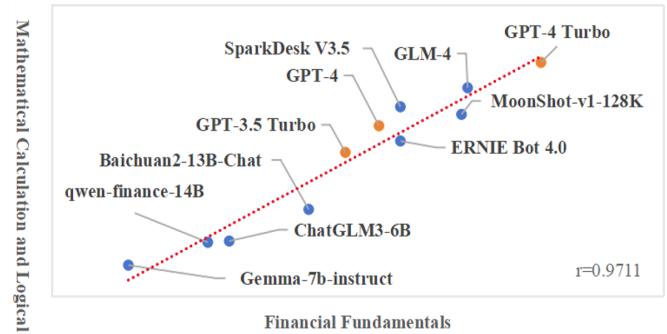 Mathematical Calculation and Logical
GPT-4 Turbo
SparkDesk V3.5
GLM-4
GPT-4
MoonShot-v1-128K
GPT-3.5 Turbo
ERNIE Bot 4.0
Baichuan2-13B-Chat
qwen-finance-14B
ChatGLM3-6B
Gemma-7b-instruct
r=0.9711
Financial Fundamentals